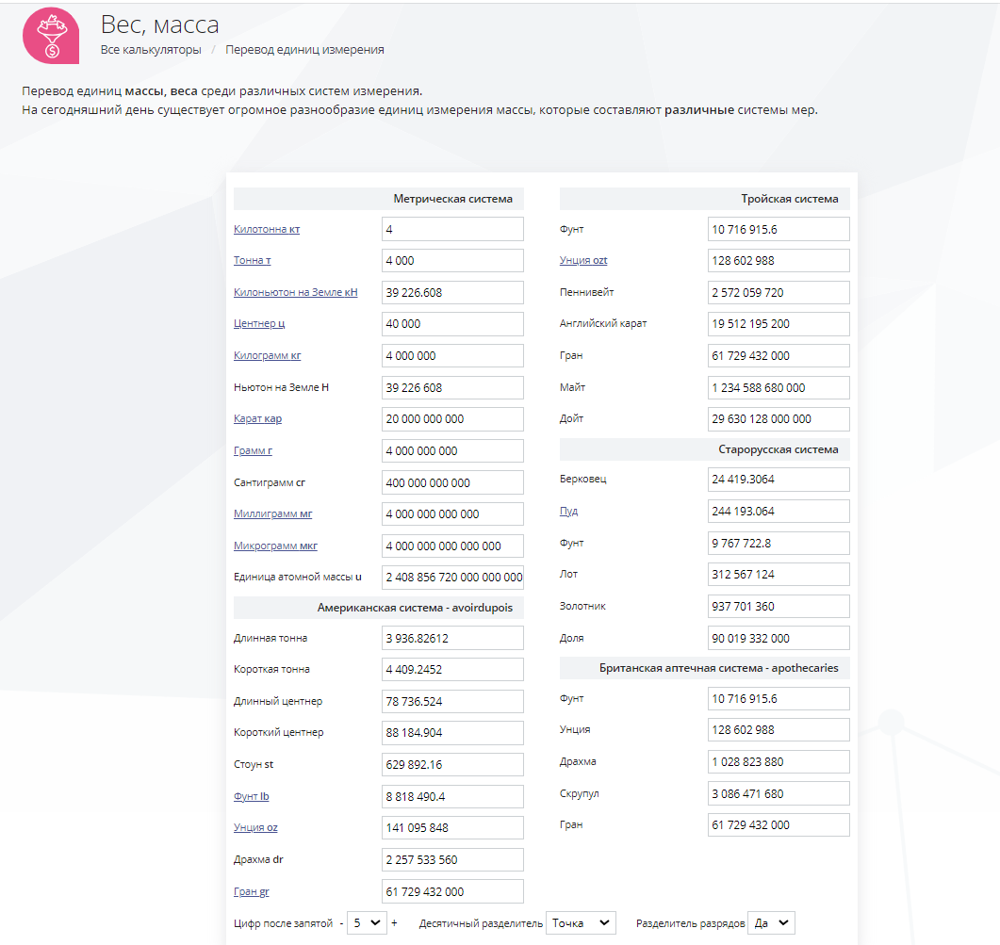 Вес, масса
Все калькуляторы / Перевод единиц измерения
Перевод единиц массы, веса среди различных систем измерения.
На сегодняшний день существует огромное разнообразие единиц измерения массы, которые составляют различные системы мер.
Метрическая система
Килотонна кт 4
Тонна т 4 000
Килоньютон на Земле кН 39 226.608
Центнер ц 40 000
Килограмм кг 4 000 000
Ньютон на Земле Н 39 226 608
Карат кар 20 000 000 000
Грамм г 4 000 000 000
Сантиграмм сг 400 000 000 000
Миллиграмм мг 4 000 000 000 000
Микрограмм мкг 4 000 000 000 000 000
Единица атомной массы u 2 408 856 720 000 000 000
Американская система - avoirdupois
Длинная тонна 3 936.82612
Короткая тонна 4 409.2452
Длинный центнер 78 736.524
Короткий центнер 88 184.904
Стоун st 629 892.16
Фунт lb 8 818 490.4
Унция oz 141 095 848
Драхма dr 2 257 533 560
Гран gr 61 729 432 000
Тройская система
Фунт 10 716 915.6
Унция ozt 128 602 988
Пеннивейт 2 572 059 720
Английский карат 19 512 195 200
Гран 61 729 432 000
Майт 1 234 588 680 000
Дойт 29 630 128 000 000
Старорусская система
Берковец 24 419.3064
Пуд 244 193.064
Фунт 9 767 722.8
Лот 312 567 124
Золотник 937 701 360
Доля 90 019 332 000
Британская аптечная система - apothecaries
Фунт 10 716 915.6
Унция 128 602 988
Драхма 1 028 823 880
Скрупул 3 086 471 680
Гран 61 729 432 000
Цифр после запятой - 5 + Десятичный разделитель Точка Разделитель разрядов Да